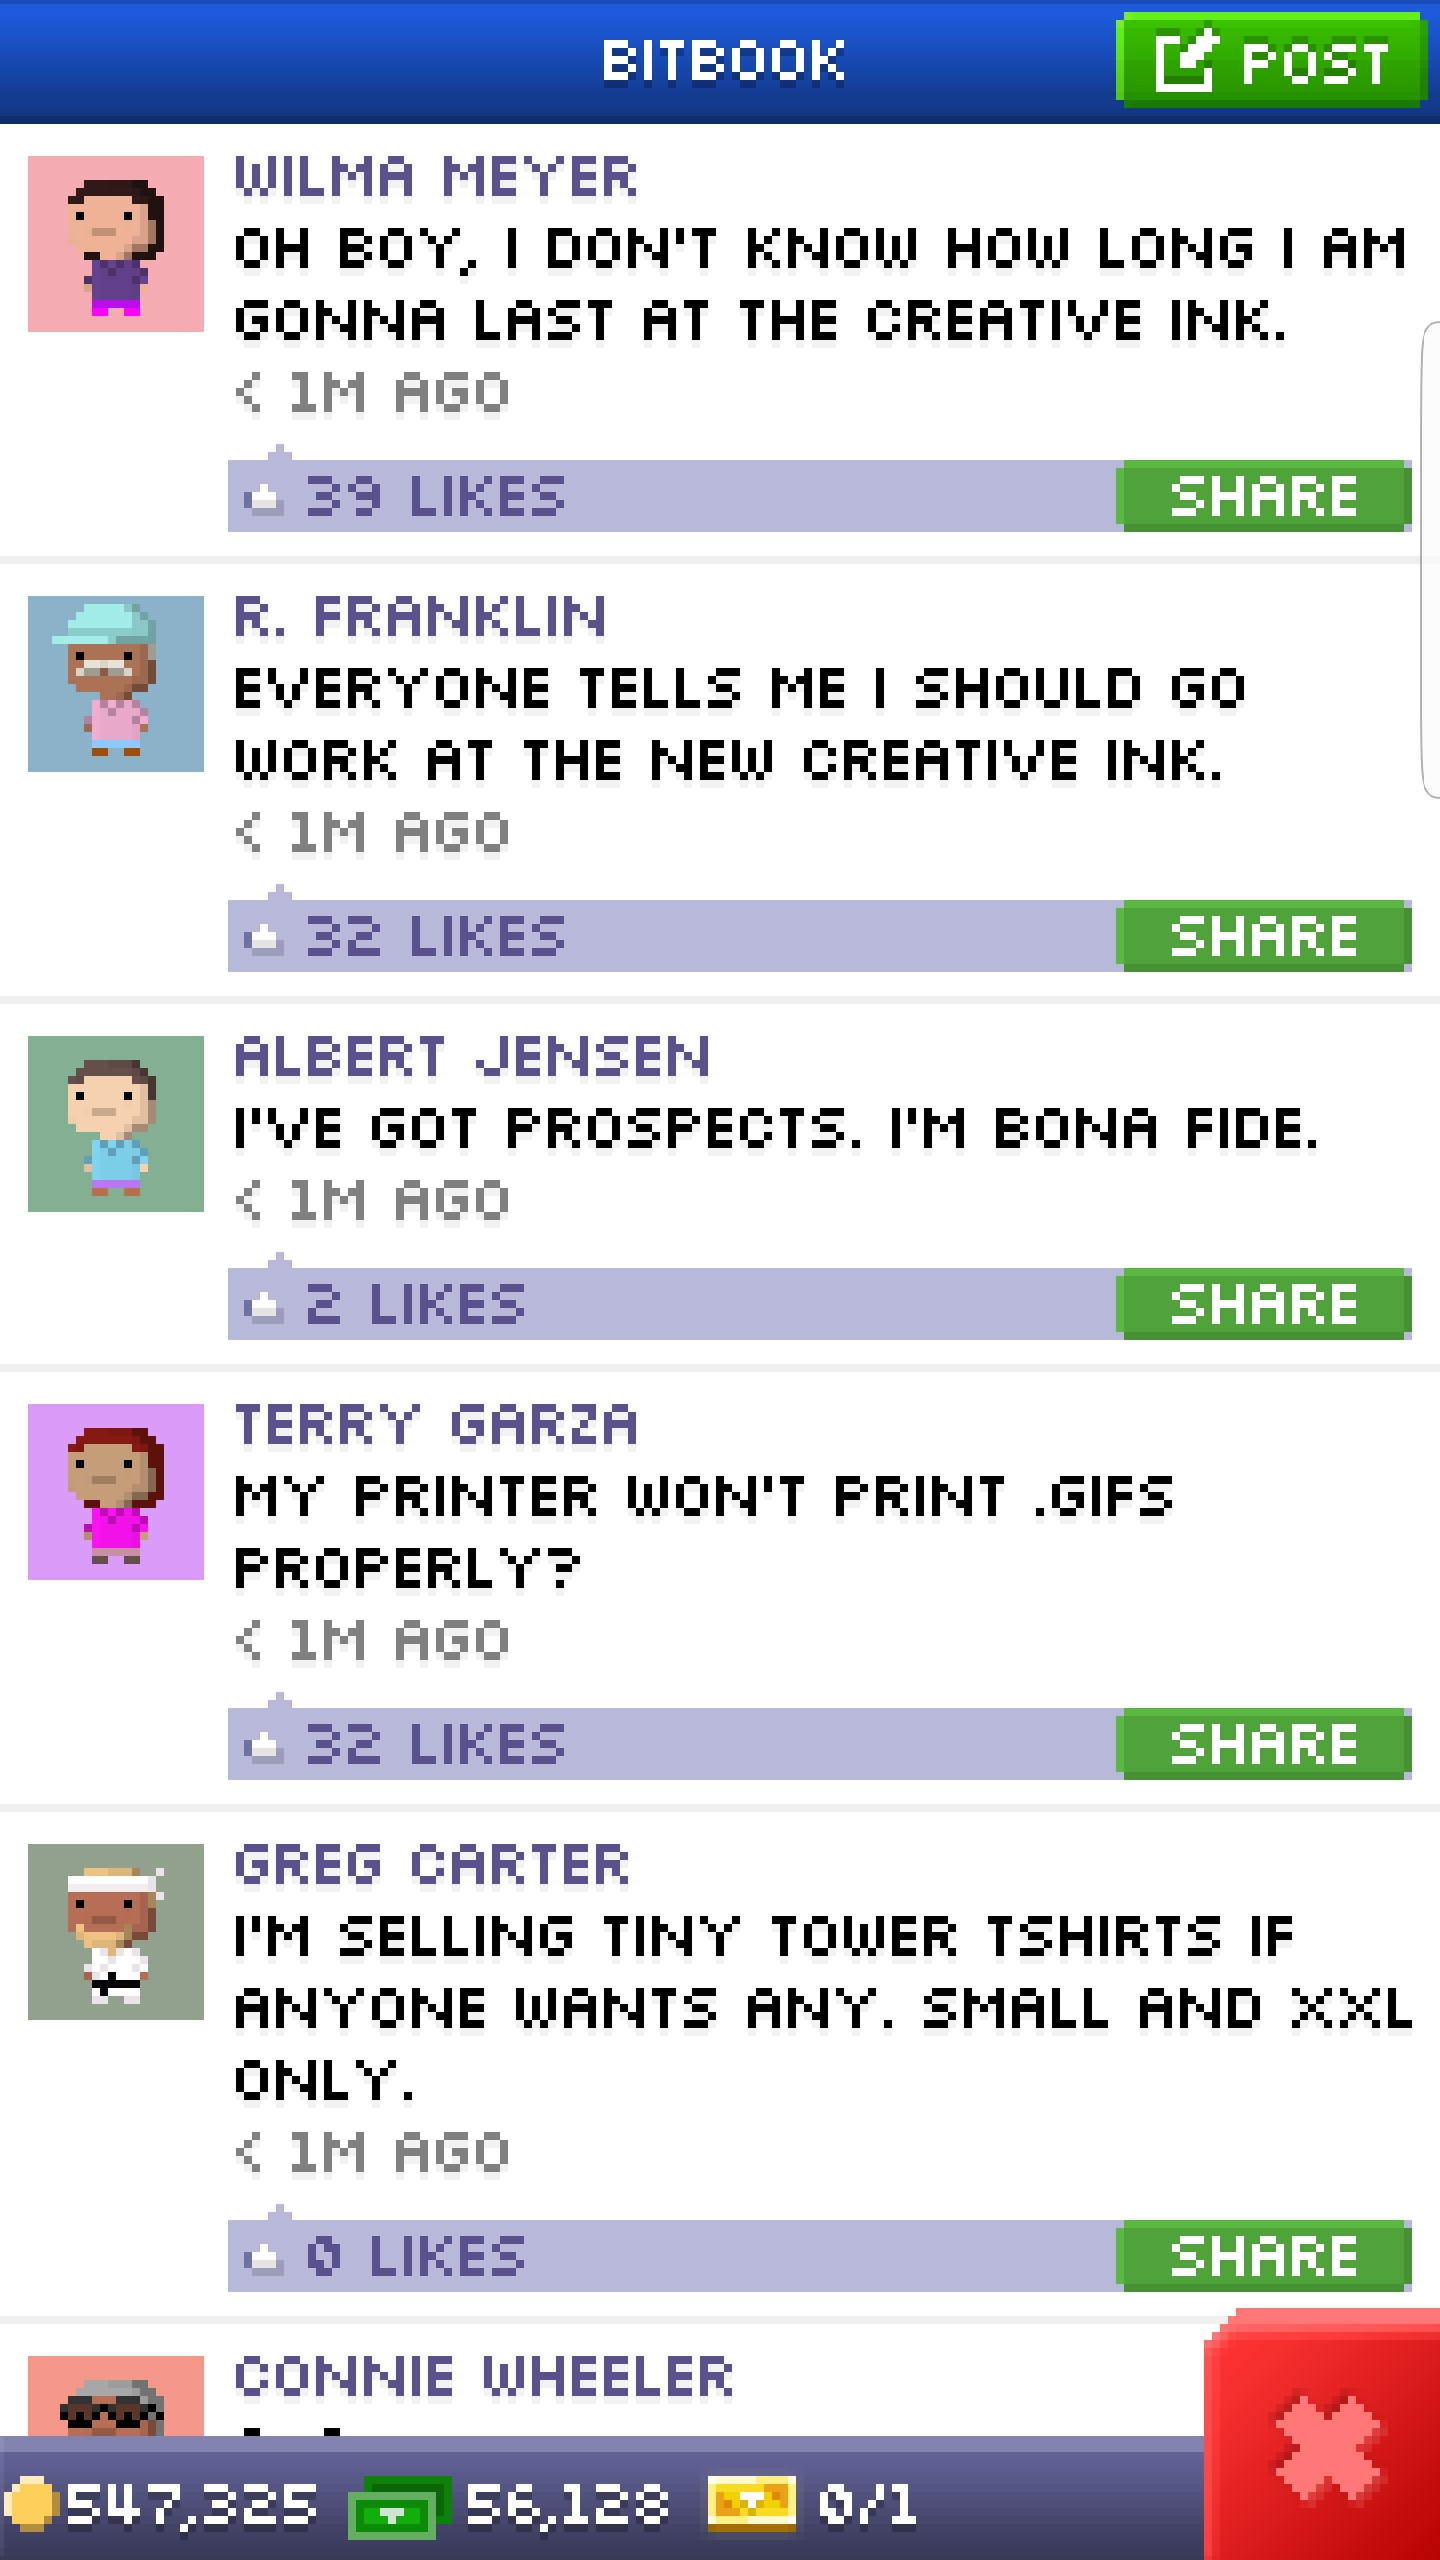 BITBOOK
POST
WILMA MEYER
OH BOY, I DON'T KNOW HOW LONG I AM
GONNA LAST AT THE CREATIVE INK.
< 1M AGO
39 LIKES
SHARE
R. FRANKLIN
EVERYONE TELLS ME I SHOULD GO
WORK AT THE NEW CREATIVE INK.
< 1M AGO
32 LIKES
SHARE
ALBERT JENSEN
I'VE GOT PROSPECTS. I'M BONA FIDE.
< 1M AGO
2 LIKES
SHARE
TERRY GARZA
MY PRINTER WON'T PRINT .GIFS
PROPERLY?
< 1M AGO
32 LIKES
SHARE
GREG CARTER
I'M SELLING TINY TOWER TSHIRTS IF
ANYONE WANTS ANY. SMALL AND XXL
ONLY.
< 1M AGO
0 LIKES
SHARE
CONNIE WHEELER
547,325
56,128
0/1